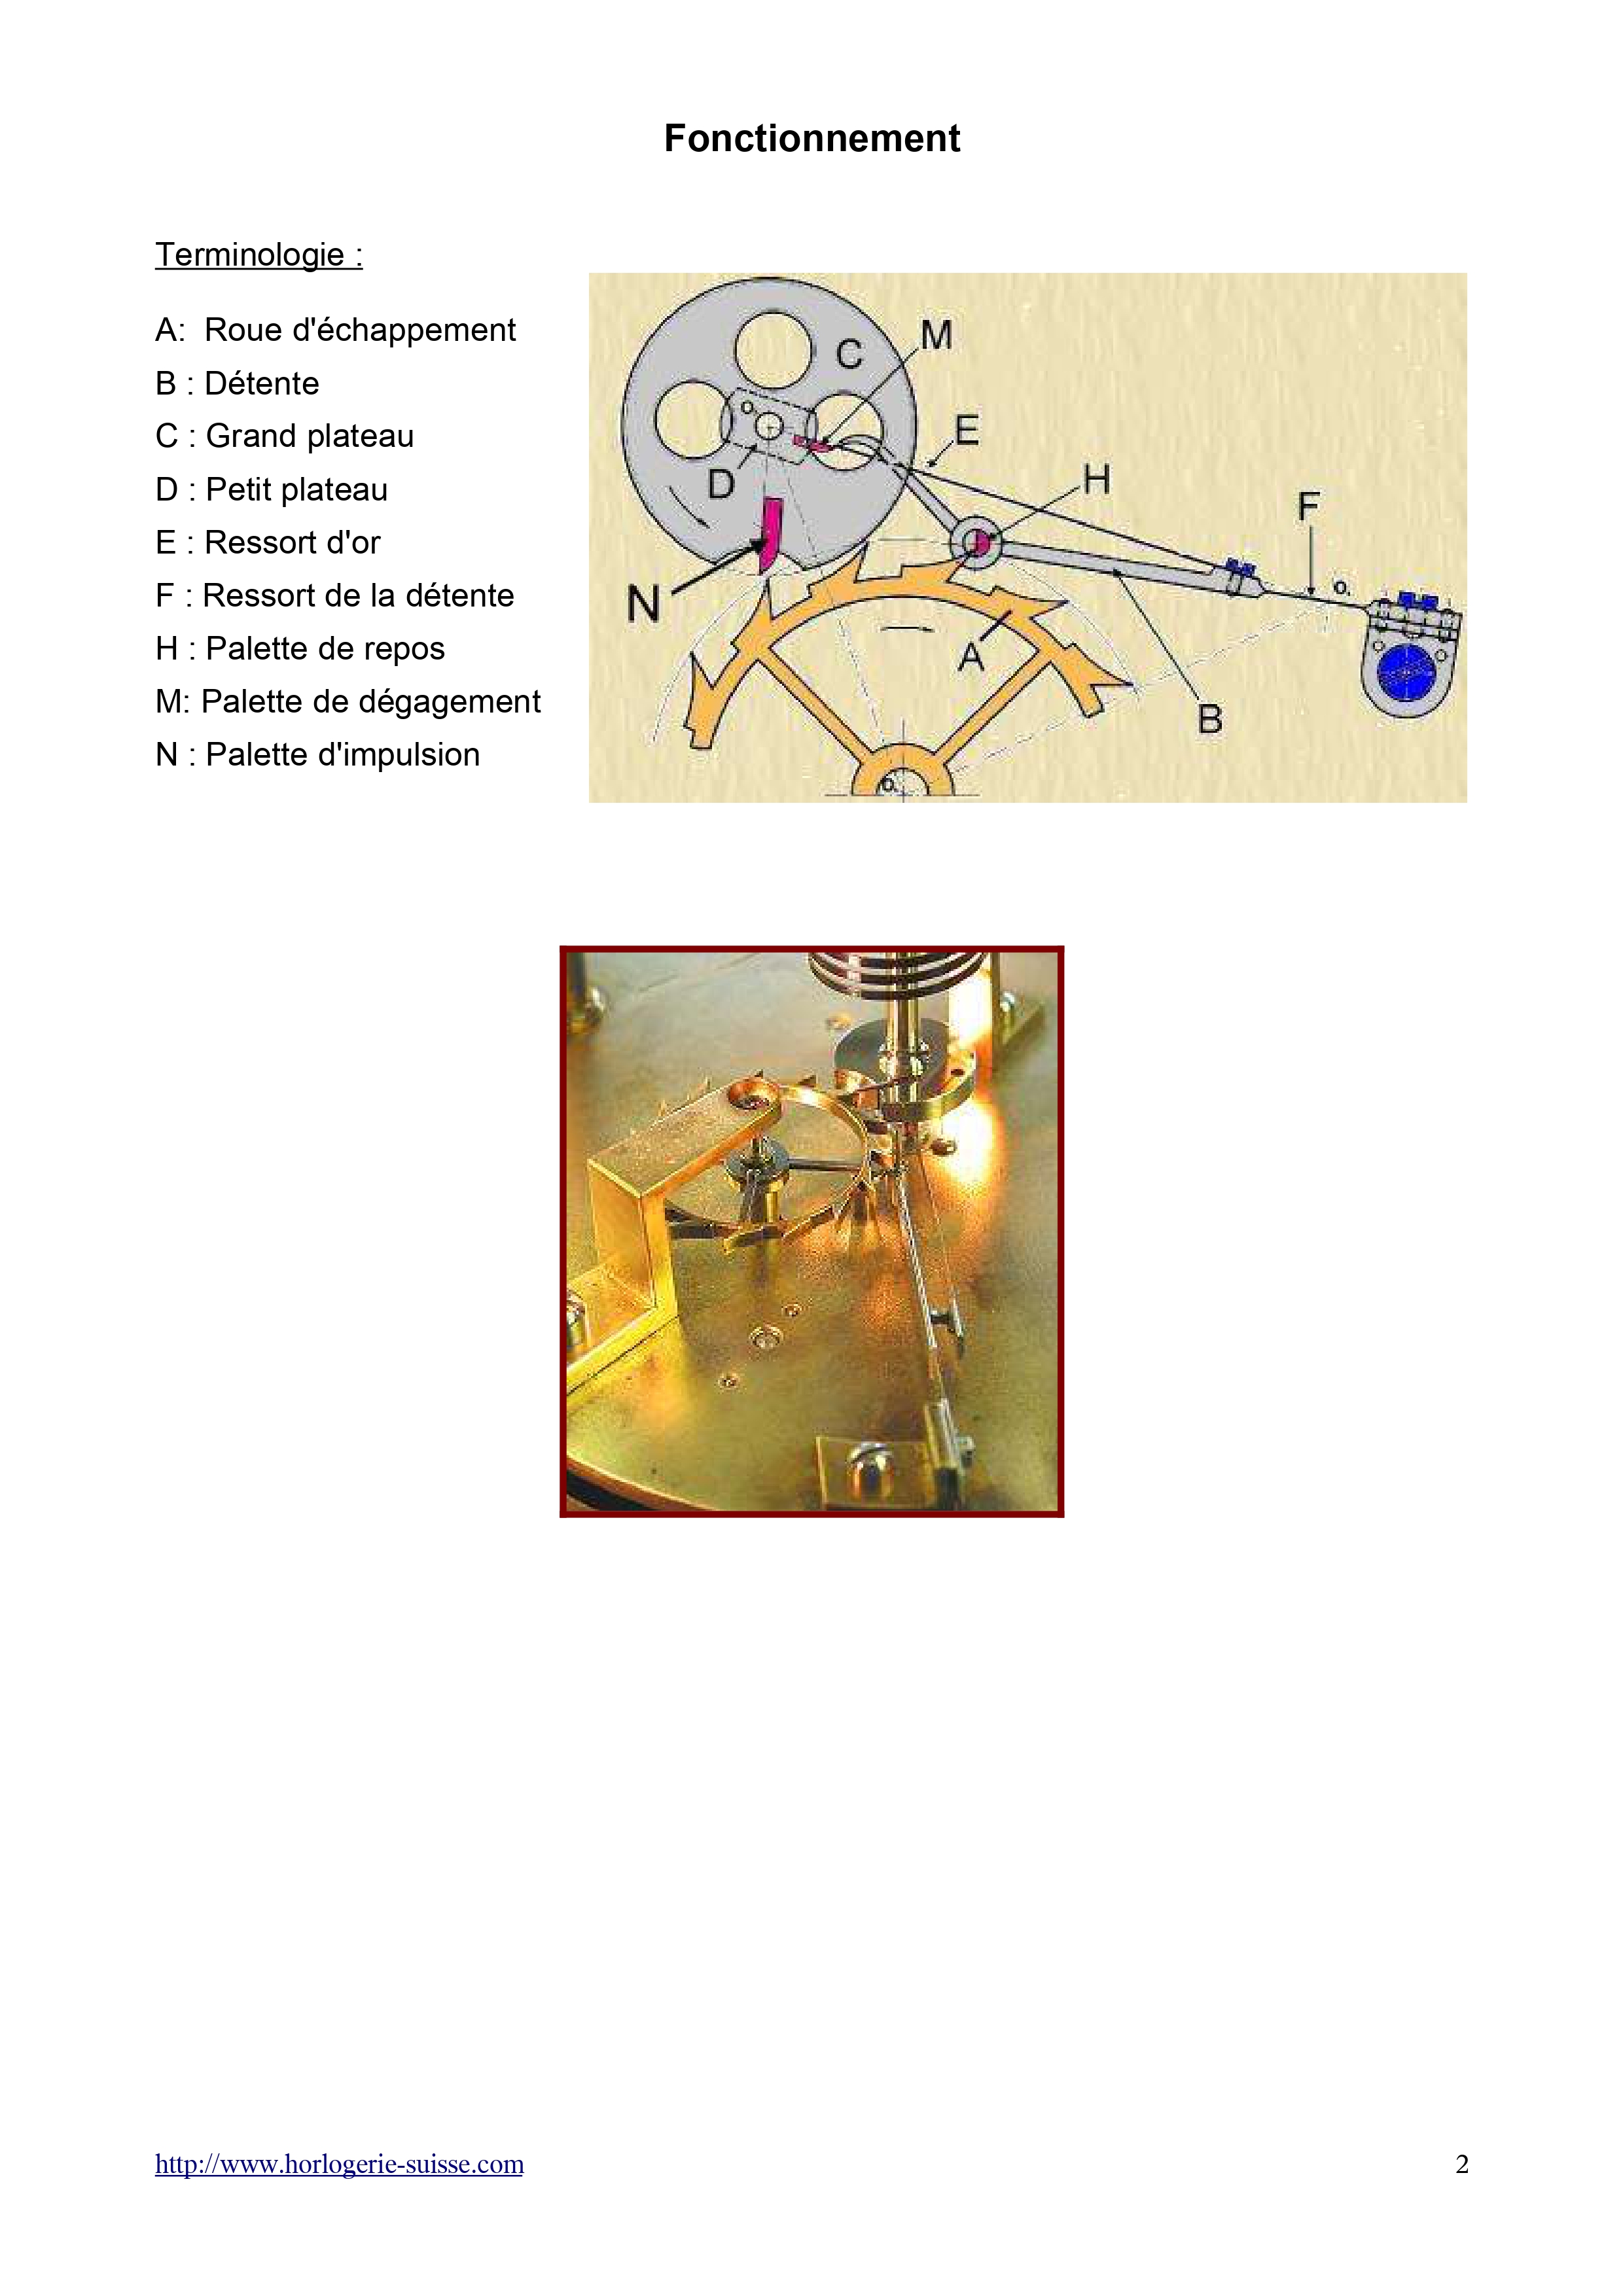 Fonctionnement
Terminologie :
A: Roue d'échappement
B : Détente
C : Grand plateau
D : Petit plateau
E : Ressort d'or
F : Ressort de la détente
H : Palette de repos
M: Palette de dégagement
N : Palette d'impulsion
M
C
E
O.
D
H
F
N
O.
A
B
O.
http://www.horlogerie-suisse.com 2